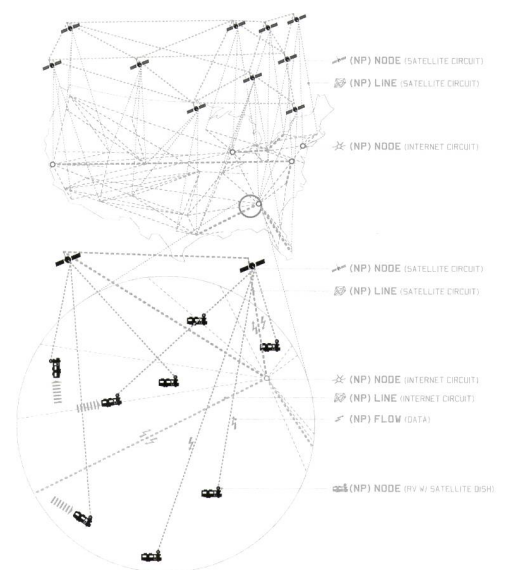 (NP) NODE (SATELLITE CIRCUIT)
(NP) LINE (SATELLITE CIRCUIT)
(NP) NODE (INTERNET CIRCUIT)
(NP) NODE (SATELLITE CIRCUIT)
(NP) LINE (SATELLITE CIRCUIT)
(NP) NODE (INTERNET CIRCUIT)
(NP) LINE (INTERNET CIRCUIT)
(NP) FLOW (DATA)
(NP) NODE (RV W/ SATELLITE DISH)